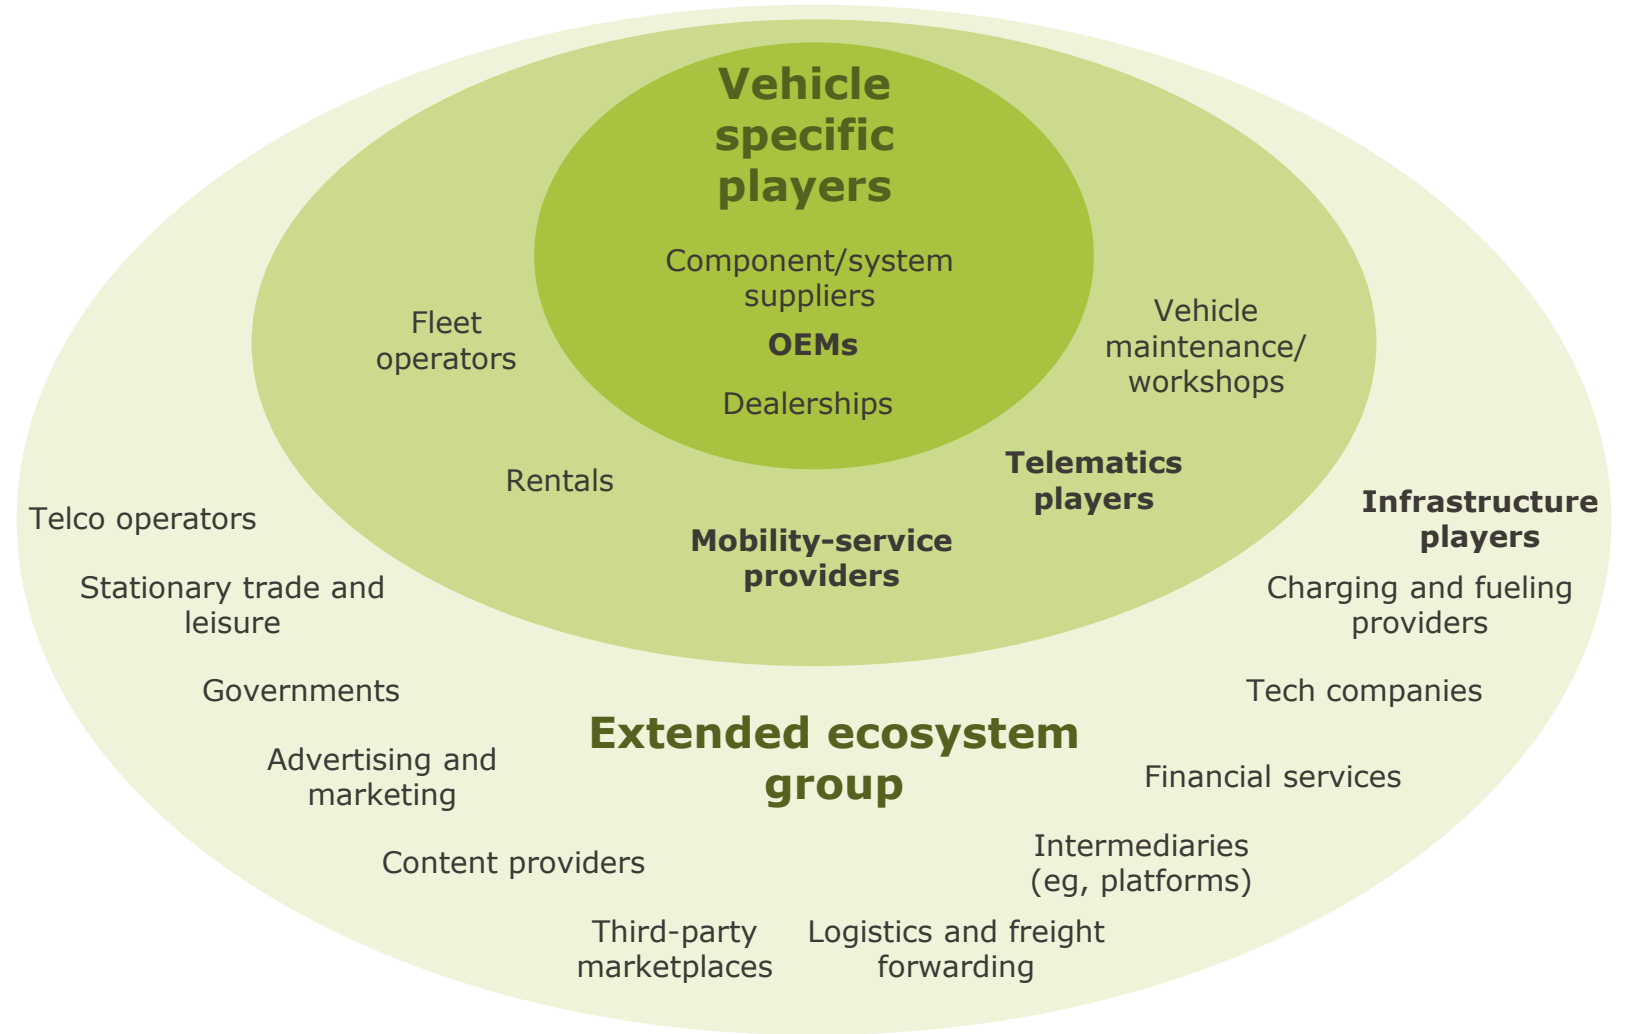 Vehicle
specific
players
Component/system
suppliers
OEMs
Dealerships
Fleet
operators
Rentals
Mobility-service
providers
Telematics
players
Vehicle
maintenance/
workshops
Telco operators
Stationary trade and
leisure
Governments
Advertising and
marketing
Content providers
Third-party
marketplaces
Extended ecosystem
group
Logistics and freight
forwarding
Intermediaries
(eg, platforms)
Financial services
Tech companies
Charging and fueling
providers
Infrastructure
players